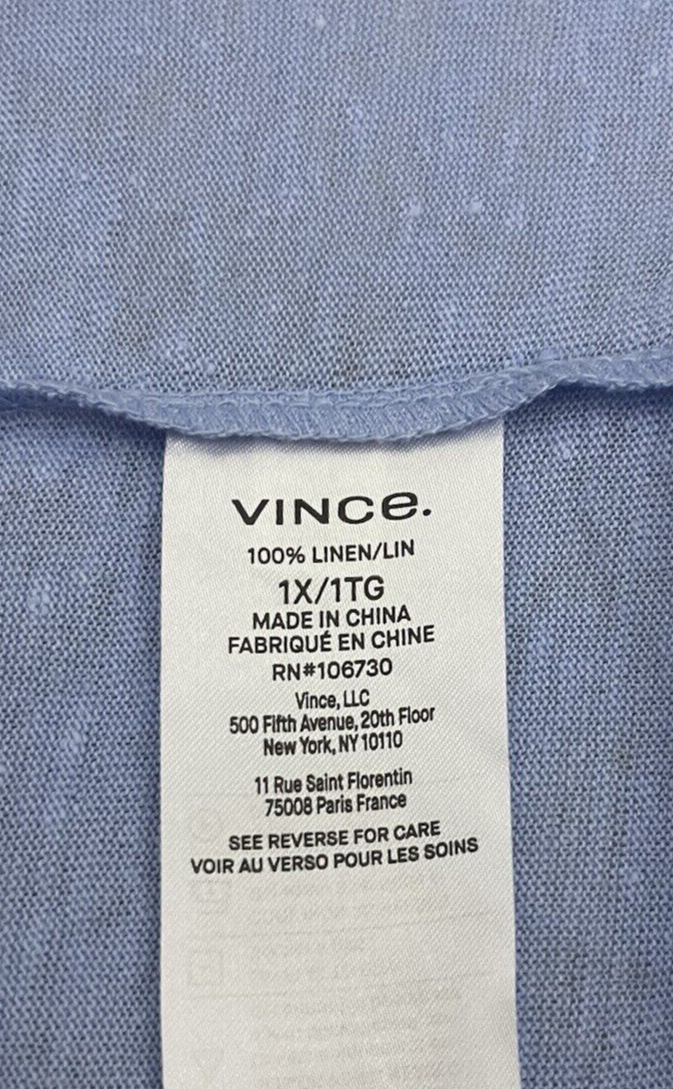 VINCe.
100% LINEN/LIN
1X/1TG
MADE IN CHINA
FABRIQUÉ EN CHINE
RN#106730
Vince, LLC
500 Fifth Avenue, 20th Floor
New York, NY 10110
11 Rue Saint Florentin
75008 Paris France
SEE REVERSE FOR CARE
VOIR AU VERSO POUR LES SOINS